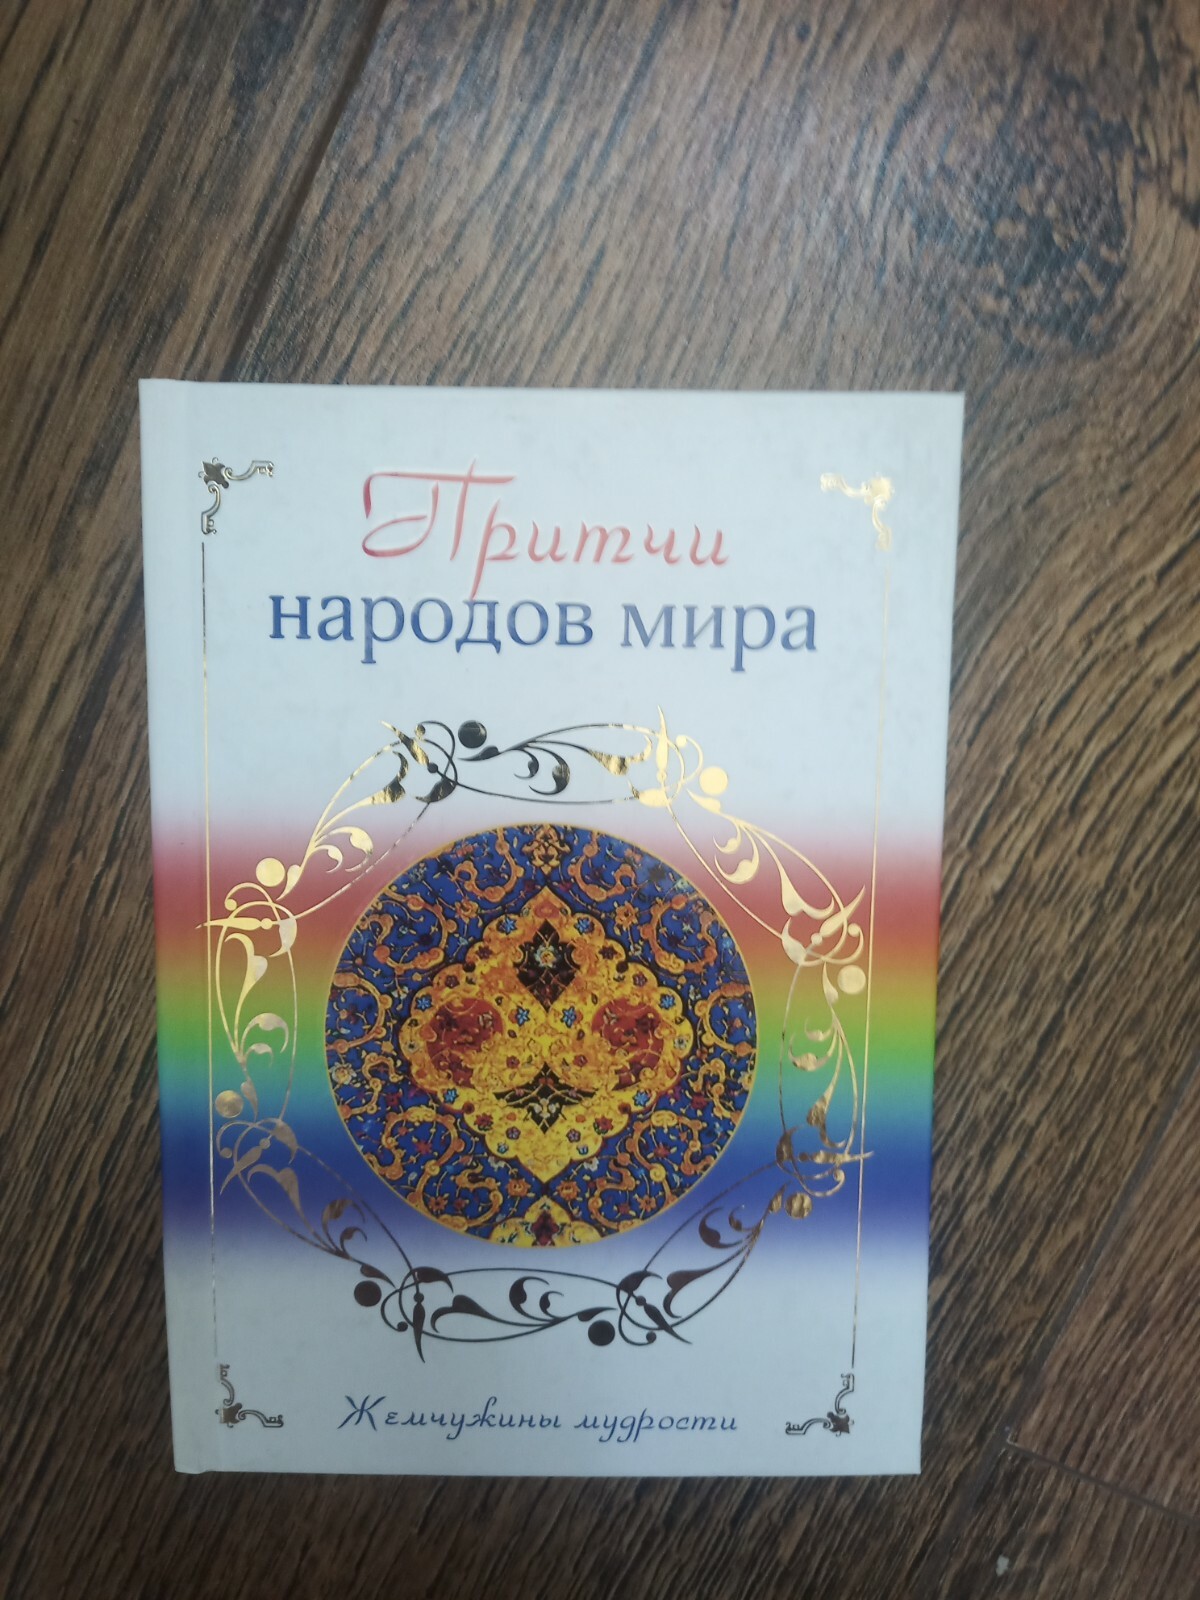 Притчи
народов мира
Жемчужины мудрости